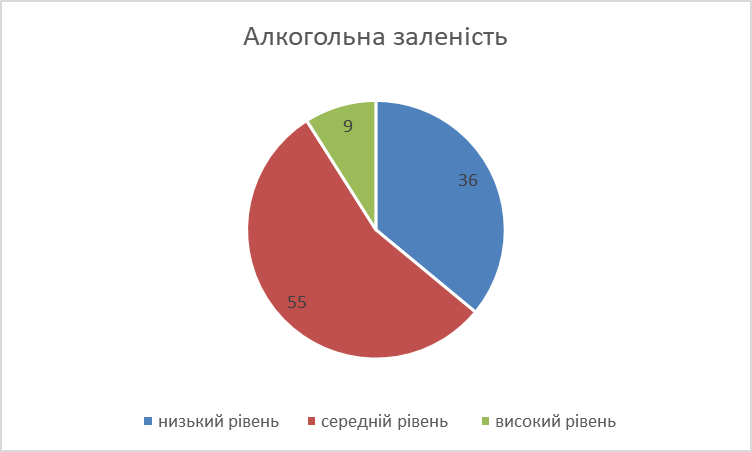 Алкогольна заленість
9
36
55
низький рівень середній рівень високий рівень